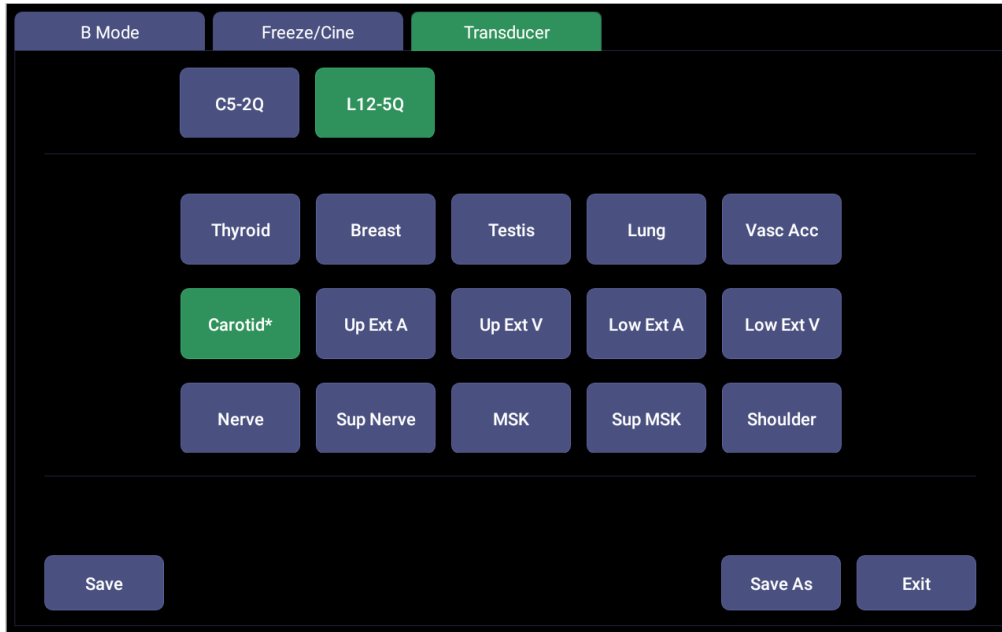 B Mode Freeze/Cine Transducer
C5-2Q L12-5Q
Thyroid Breast Testis Lung Vasc Acc
Carotid* Up Ext A Up Ext V Low Ext A Low Ext V
Nerve Sup Nerve MSK Sup MSK Shoulder
Save Save As Exit